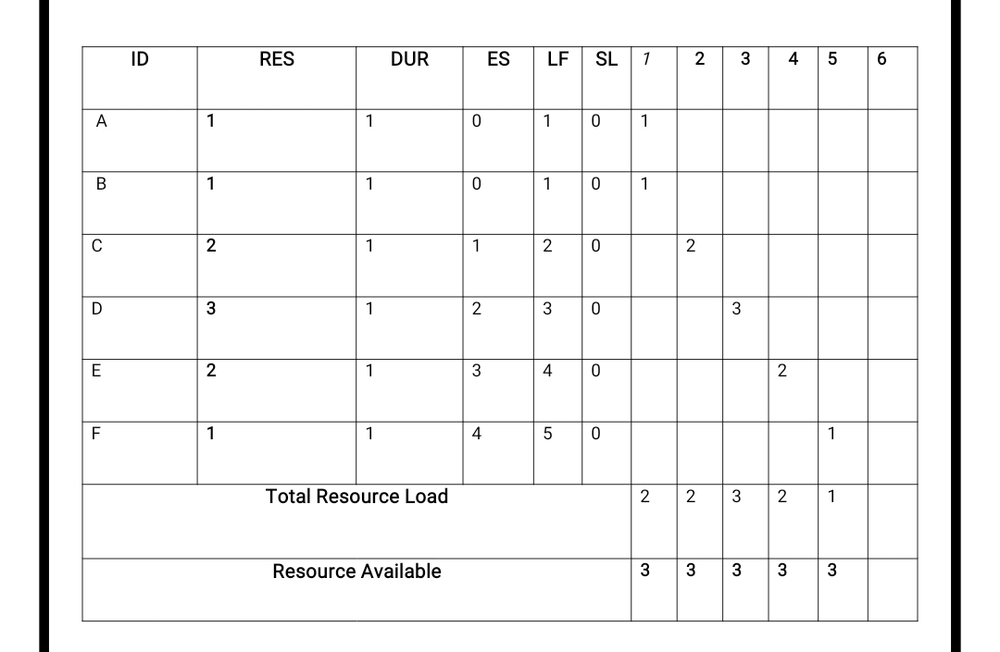 ID RES DUR ES LF SL 1 2 3 4 5 6
A 1 1 0 1 0 1
B 1 1 0 1 0 1
C 2 1 1 2 0 2
D 3 1 2 3 0 3
E 2 1 3 4 0 2
F 1 1 4 5 0 1
Total Resource Load 2 2 3 2 1
Resource Available 3 3 3 3 3